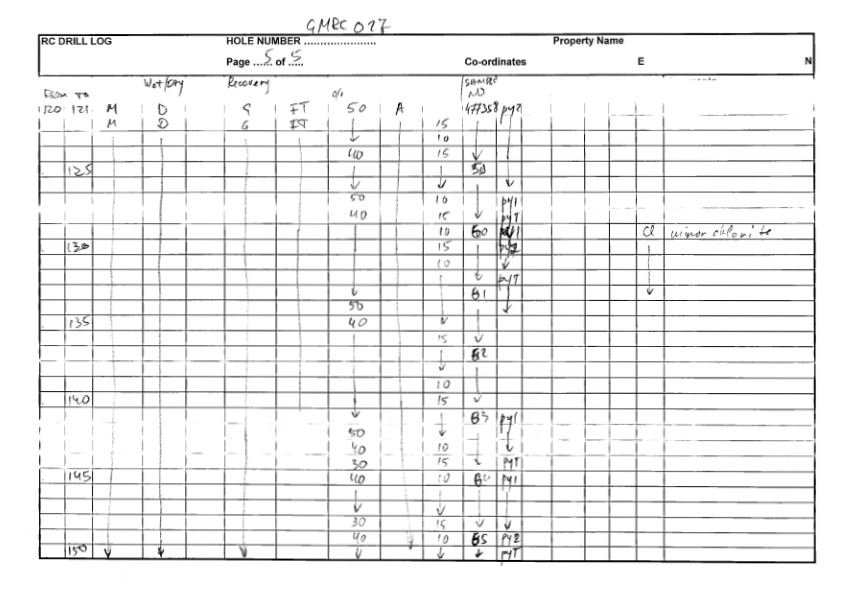 GMRC 027
RC DRILL LOG HOLE NUMBER ........................ Property Name
Page ...5.. of ..5... Co-ordinates E N
Wet/Dry Recovery SAMPLE
FROM TO % NO
120 121 M D G FT 50 A 477358 py2
M D G 15
10
40 15
125 59
50 10 py1
40 15 pyT
10 60 py1 Cl minor chlorite
130 15 py2
10
pyT
61
50
135 40
15
62
10
140 15
63 py1
50
40 10
30 15 pyT
145 40 10 64 py1
30 15
40 10 65 py2
150 pyT